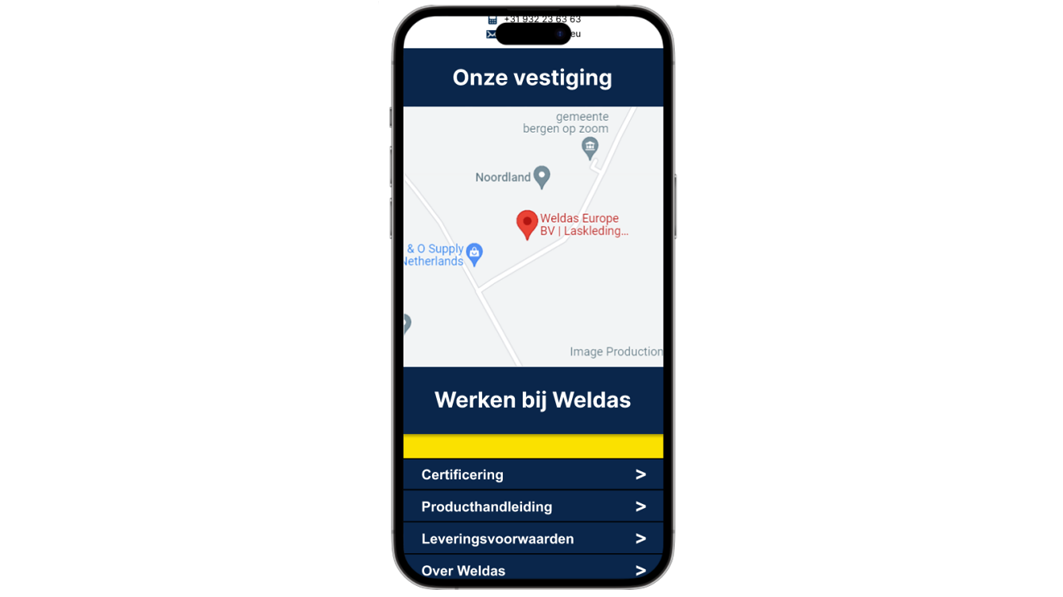 +31 932 23 63 63
eu
Onze vestiging
gemeente
bergen op zoom
Noordland
Weldas Europe
BV | Laskleding...
& O Supply
Netherlands
Image Production
Werken bij Weldas
Certificering >
Producthandleiding >
Leveringsvoorwaarden >
Over Weldas >